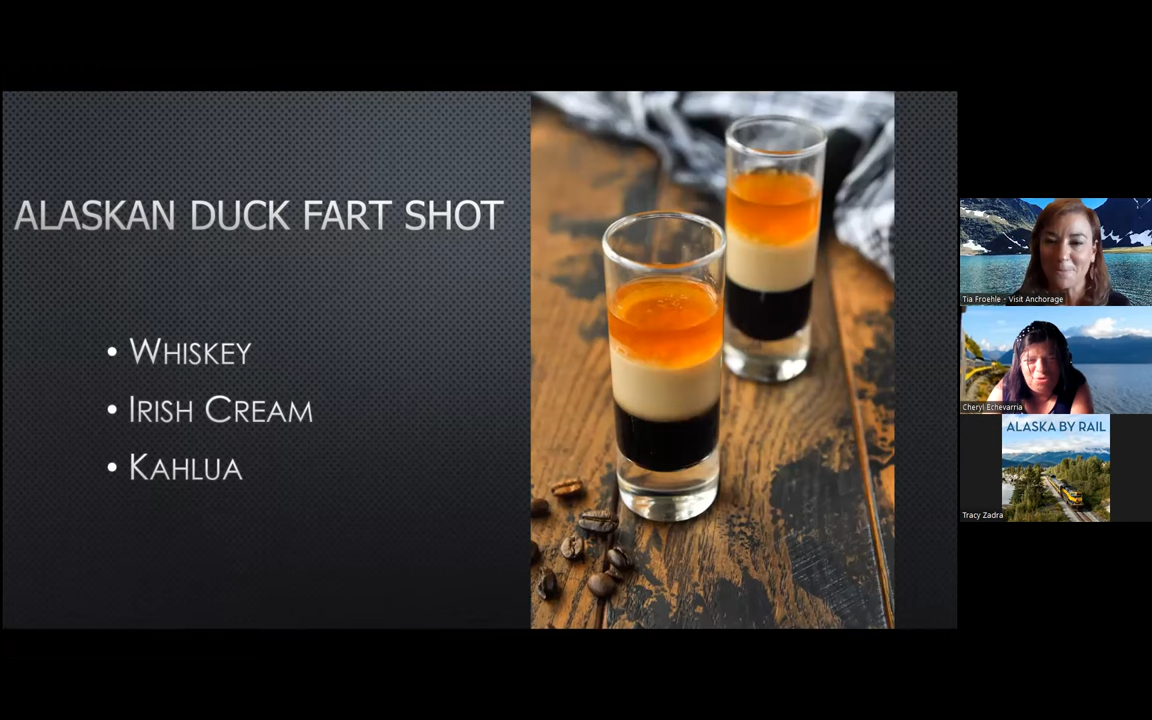 ALASKAN DUCK FART SHOT
• WHISKEY
• IRISH CREAM
• KAHLUA
Tia Froehle - Visit Anchorage
Cheryl Echevarria
ALASKA BY RAIL
Tracy Zadra